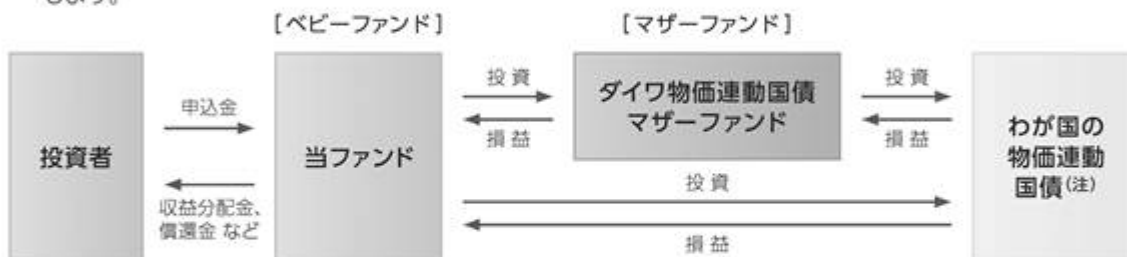 します。
[ベビーファンド]
[マザーファンド]
投資者
申込金
収益分配金、
償還金 など
当ファンド
投 資
損 益
ダイワ物価連動国債
マザーファンド
投 資
損 益
投 資
損 益
わが国の
物価連動
国債(注)